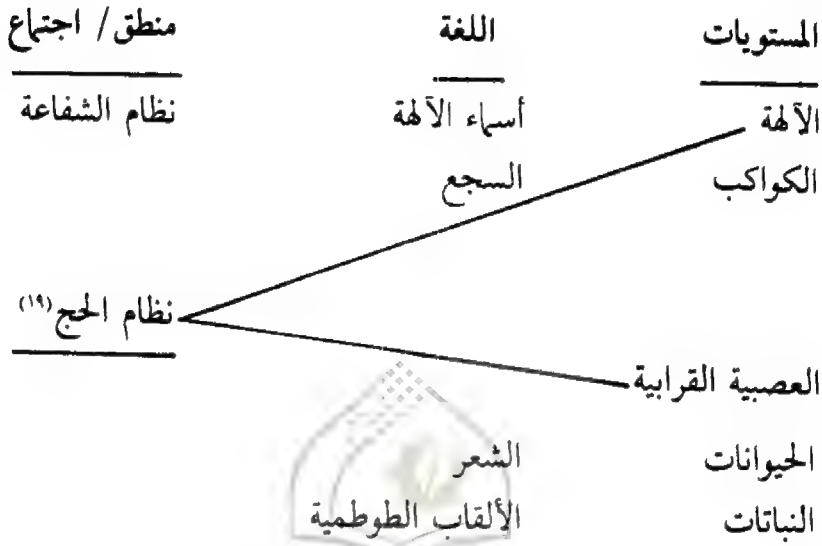 المستويات اللغة منطق / اجتماع
الآلهة أسماء الآلهة نظام الشفاعة
الكواكب السجع
نظام الحج (١٩)
العصبية القرابية
الحيوانات الشعر
النباتات الألقاب الطوطمية